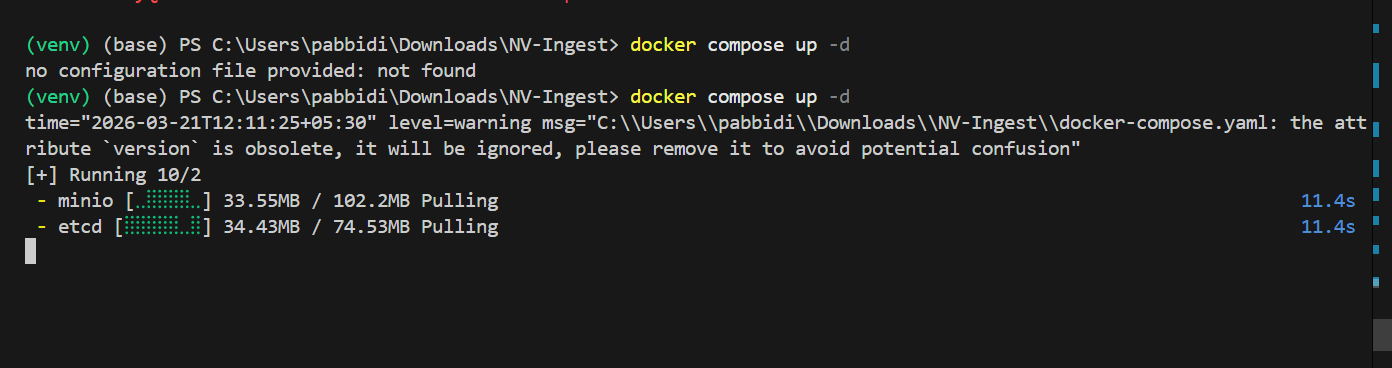 (venv) (base) PS C:\Users\pabbidi\Downloads\NV-Ingest> docker compose up -d
no configuration file provided: not found
(venv) (base) PS C:\Users\pabbidi\Downloads\NV-Ingest> docker compose up -d
time="2026-03-21T12:11:25+05:30" level=warning msg="C:\\Users\\pabbidi\\Downloads\\NV-Ingest\\docker-compose.yaml: the att
ribute `version` is obsolete, it will be ignored, please remove it to avoid potential confusion"
[+] Running 10/2
 - minio [⣀⣿⣿⣿⣿⣿⣿⣀⣀] 33.55MB / 102.2MB Pulling 11.4s
 - etcd [⣿⣿⣿⣿⣿⣿⣀⣀⣿] 34.43MB / 74.53MB Pulling 11.4s